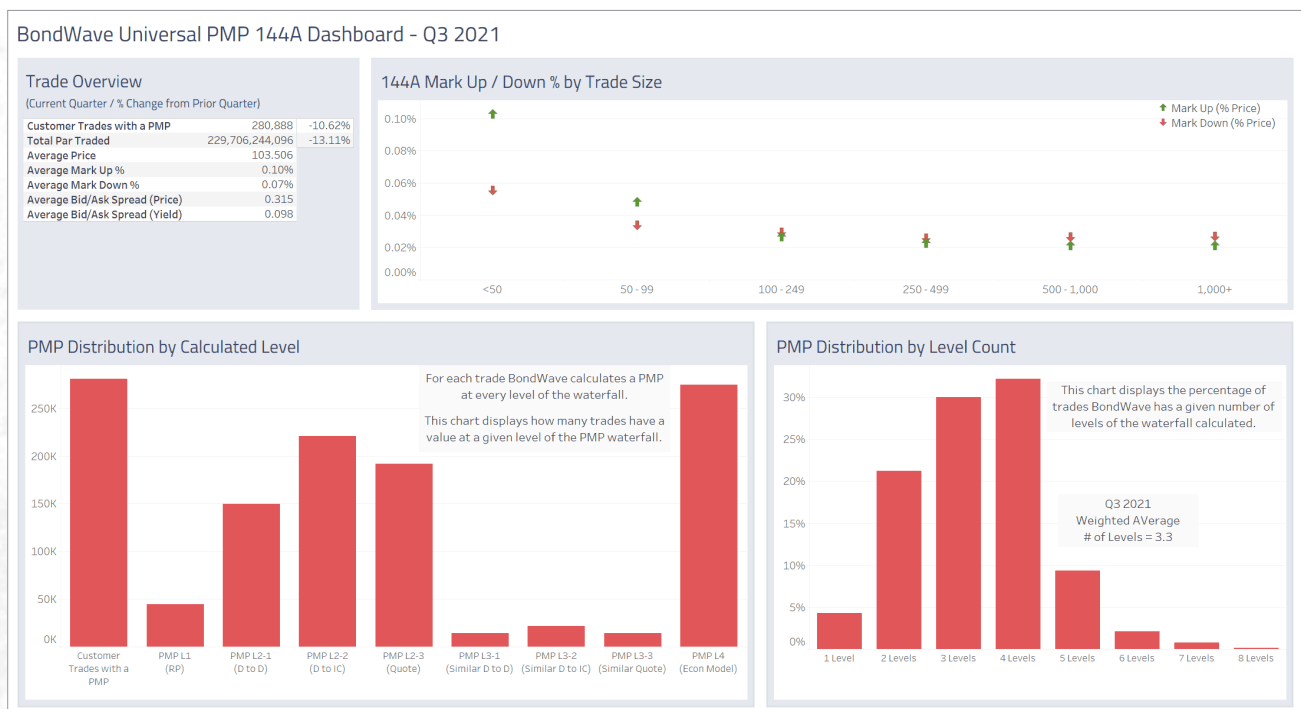 BondWave Universal PMP 144A Dashboard - Q3 2021
Trade Overview
(Current Quarter / % Change from Prior Quarter)
Customer Trades with a PMP 280,888 -10.62%
Total Par Traded 229,706,244,096 -13.11%
Average Price 103.506
Average Mark Up % 0.10%
Average Mark Down % 0.07%
Average Bid/Ask Spread (Price) 0.315
Average Bid/Ask Spread (Yield) 0.098
144A Mark Up / Down % by Trade Size
Mark Up (% Price)
Mark Down (% Price)
0.10%
0.08%
0.06%
0.04%
0.02%
0.00%
<50 50 - 99 100 - 249 250 - 499 500 - 1,000 1,000+
PMP Distribution by Calculated Level
For each trade BondWave calculates a PMP
at every level of the waterfall.
This chart displays how many trades have a
value at a given level of the PMP waterfall.
250K
200K
150K
100K
50K
0K
Customer PMP L1 PMP L2-1 PMP L2-2 PMP L2-3 PMP L3-1 PMP L3-2 PMP L3-3 PMP L4
Trades with a (RP) (D to D) (D to IC) (Quote) (Similar D to D) (Similar D to IC) (Similar Quote) (Econ Model)
PMP
PMP Distribution by Level Count
This chart displays the percentage of
trades BondWave has a given number of
levels of the waterfall calculated.
Q3 2021
Weighted AVerage
# of Levels = 3.3
30%
25%
20%
15%
10%
5%
0%
1 Level 2 Levels 3 Levels 4 Levels 5 Levels 6 Levels 7 Levels 8 Levels